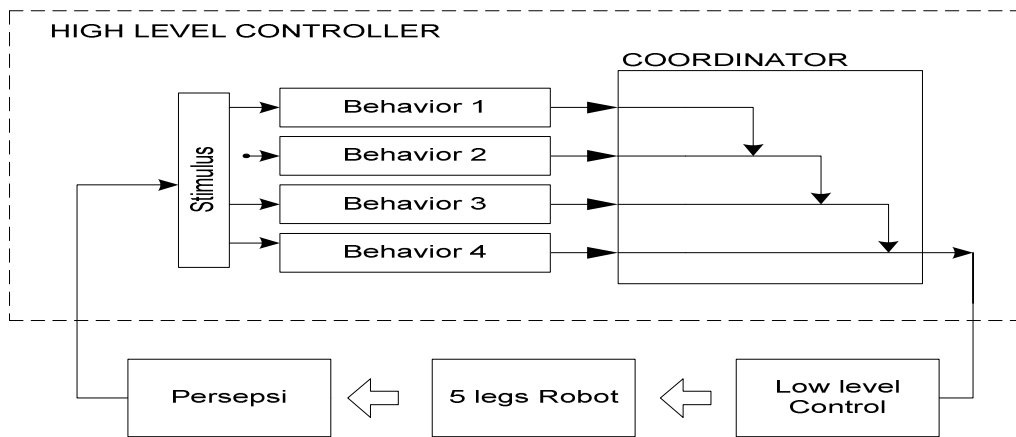 HIGH LEVEL CONTROLLER
COORDINATOR
Stimulus
Behavior 1
Behavior 2
Behavior 3
Behavior 4
Persepsi
5 legs Robot
Low level
Control